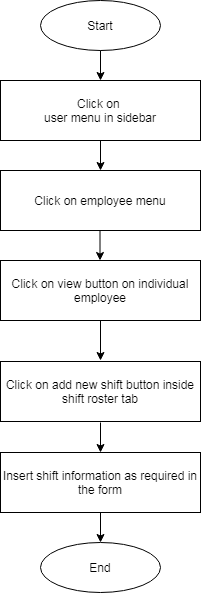 Start
Click on
user menu in sidebar
Click on employee menu
Click on view button on individual
employee
Click on add new shift button inside
shift roster tab
Insert shift information as required in
the form
End